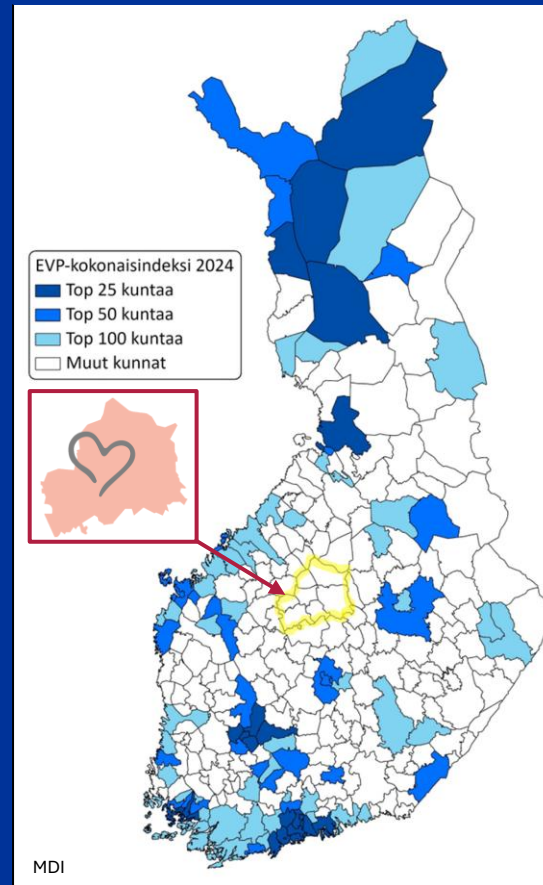 EVP-kokonaisindeksi 2024
Top 25 kuntaa
Top 50 kuntaa
Top 100 kuntaa
Muut kunnat
MDI